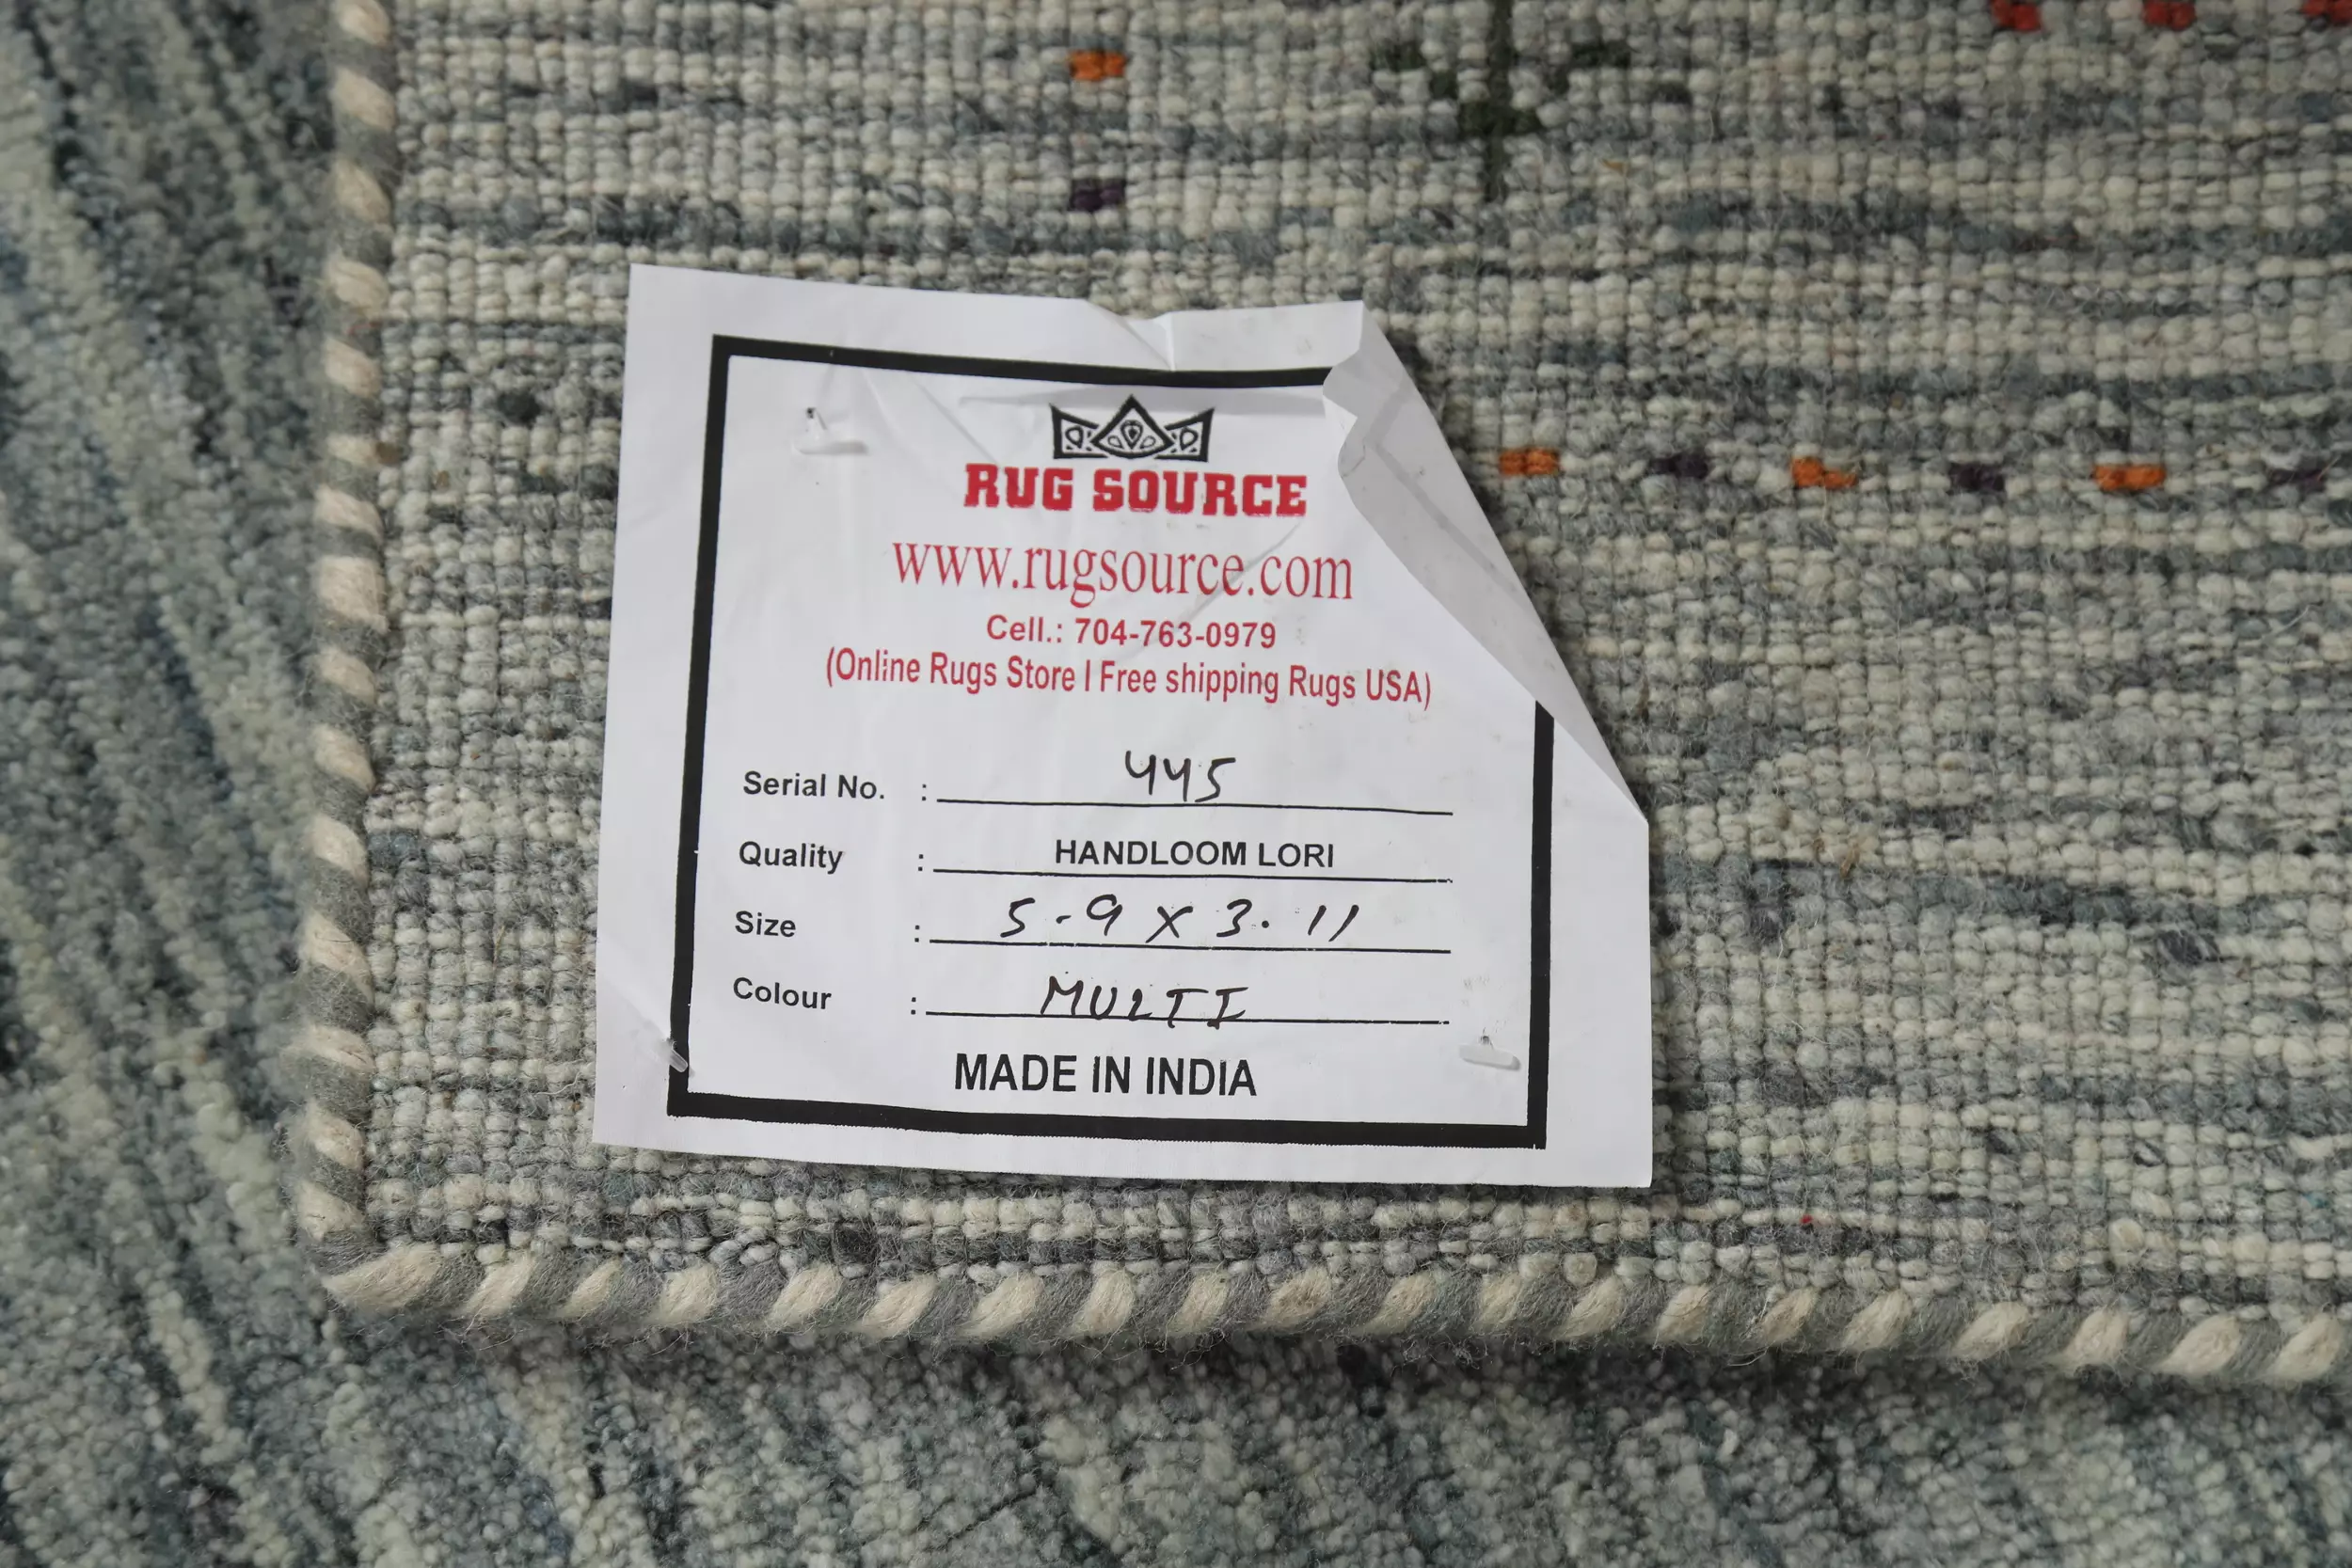 RUG SOURCE
www.rugsource.com
Cell.: 704-763-0979
(Online Rugs Store I Free shipping Rugs USA)
Serial No. : 445
Quality : HANDLOOM LORI
Size : 5.9 X 3.11
Colour : MULTI
MADE IN INDIA